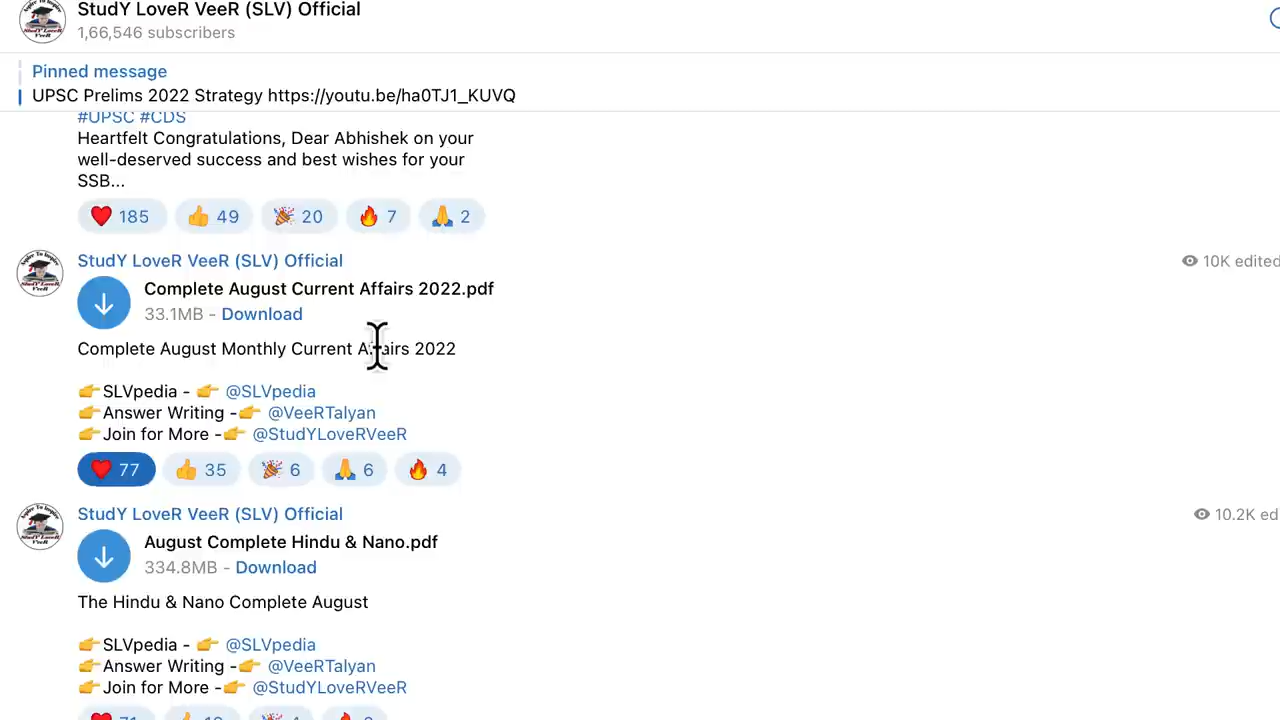 StudY LoveR VeeR (SLV) Official
1,66,546 subscribers
Pinned message
UPSC Prelims 2022 Strategy https://youtu.be/ha0TJ1_KUVQ
#UPSC #CDS
Heartfelt Congratulations, Dear Abhishek on your
well-deserved success and best wishes for your
SSB...
❤️ 185 👍 49 🎉 20 🔥 7 🙏 2
StudY LoveR VeeR (SLV) Official 10K edited
Complete August Current Affairs 2022.pdf
33.1MB - Download
Complete August Monthly Current Affairs 2022
👉SLVpedia - 👉 @SLVpedia
👉Answer Writing -👉 @VeeRTalyan
👉Join for More -👉 @StudYLoveRVeeR
❤️ 77 👍 35 🎉 6 🙏 6 🔥 4
StudY LoveR VeeR (SLV) Official 10.2K ed
August Complete Hindu & Nano.pdf
334.8MB - Download
The Hindu & Nano Complete August
👉SLVpedia - 👉 @SLVpedia
👉Answer Writing -👉 @VeeRTalyan
👉Join for More -👉 @StudYLoveRVeeR